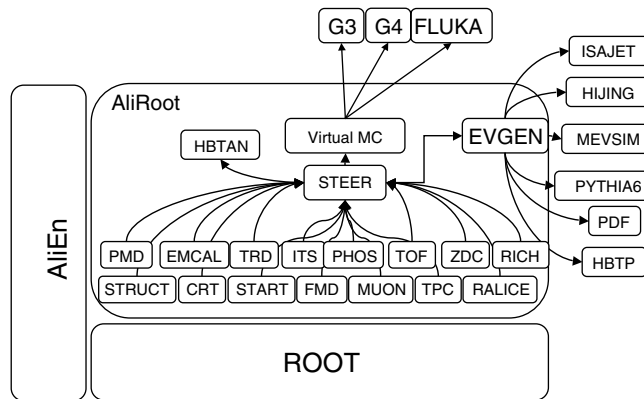 G3 G4 FLUKA
ISAJET
HIJING
AliRoot
Virtual MC
EVGEN
MEVSIM
HBTAN
STEER
PYTHIA6
PDF
AliEn
PMD EMCAL TRD ITS PHOS TOF ZDC RICH
HBTP
STRUCT CRT START FMD MUON TPC RALICE
ROOT